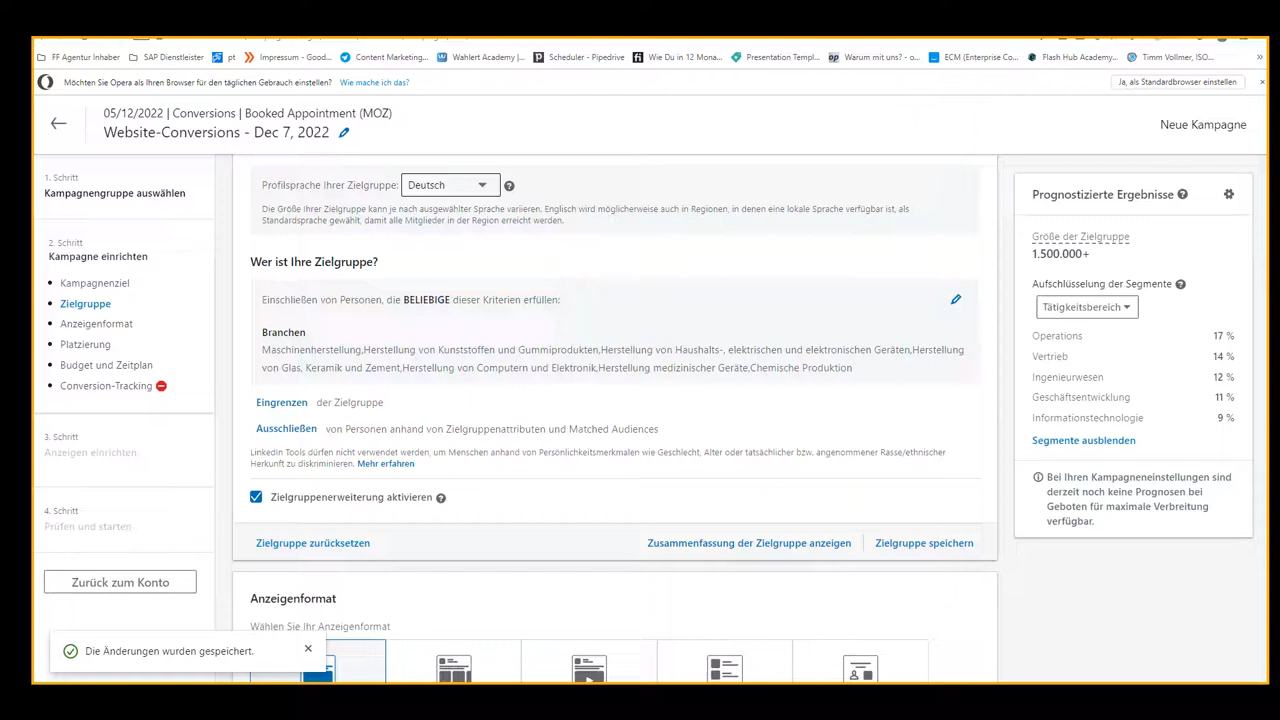 FF Agentur Inhaber
SAP Dienstleister
pt
Impressum - Good...
Content Marketing...
Wahlert Academy |...
Scheduler - Pipedrive
Wie Du in 12 Mona...
Presentation Templ...
Warum mit uns? - o...
ECM (Enterprise Co...
Flash Hub Academy...
Timm Vollmer, ISO...
»
Möchten Sie Opera als Ihren Browser für den täglichen Gebrauch einstellen? Wie mache ich das?
Ja, als Standardbrowser einstellen
05/12/2022 | Conversions | Booked Appointment (MOZ)
Website-Conversions - Dec 7, 2022
Neue Kampagne
1. Schritt
Kampagnengruppe auswählen
2. Schritt
Kampagne einrichten
Kampagnenziel
Zielgruppe
Anzeigenformat
Platzierung
Budget und Zeitplan
Conversion-Tracking
3. Schritt
Anzeigen einrichten
4. Schritt
Prüfen und starten
Zurück zum Konto
Die Änderungen wurden gespeichert.
Profilsprache Ihrer Zielgruppe: Deutsch
Die Größe Ihrer Zielgruppe kann je nach ausgewählter Sprache variieren. Englisch wird möglicherweise auch in Regionen, in denen eine lokale Sprache verfügbar ist, als
Standardsprache gewählt, damit alle Mitglieder in der Region erreicht werden.
Wer ist Ihre Zielgruppe?
Einschließen von Personen, die BELIEBIGE dieser Kriterien erfüllen:
Branchen
Maschinenherstellung,Herstellung von Kunststoffen und Gummiprodukten,Herstellung von Haushalts-, elektrischen und elektronischen Geräten,Herstellung
von Glas, Keramik und Zement,Herstellung von Computern und Elektronik,Herstellung medizinischer Geräte,Chemische Produktion
Eingrenzen der Zielgruppe
Ausschließen von Personen anhand von Zielgruppenattributen und Matched Audiences
LinkedIn Tools dürfen nicht verwendet werden, um Menschen anhand von Persönlichkeitsmerkmalen wie Geschlecht, Alter oder tatsächlicher bzw. angenommener Rasse/ethnischer
Herkunft zu diskriminieren. Mehr erfahren
Zielgruppenerweiterung aktivieren
Zielgruppe zurücksetzen
Zusammenfassung der Zielgruppe anzeigen
Zielgruppe speichern
Anzeigenformat
Wählen Sie Ihr Anzeigenformat
Prognostizierte Ergebnisse
Größe der Zielgruppe
1.500.000+
Aufschlüsselung der Segmente
Tätigkeitsbereich
Operations 17 %
Vertrieb 14 %
Ingenieurwesen 12 %
Geschäftsentwicklung 11 %
Informationstechnologie 9 %
Segmente ausblenden
Bei Ihren Kampagneneinstellungen sind
derzeit noch keine Prognosen bei
Geboten für maximale Verbreitung
verfügbar.